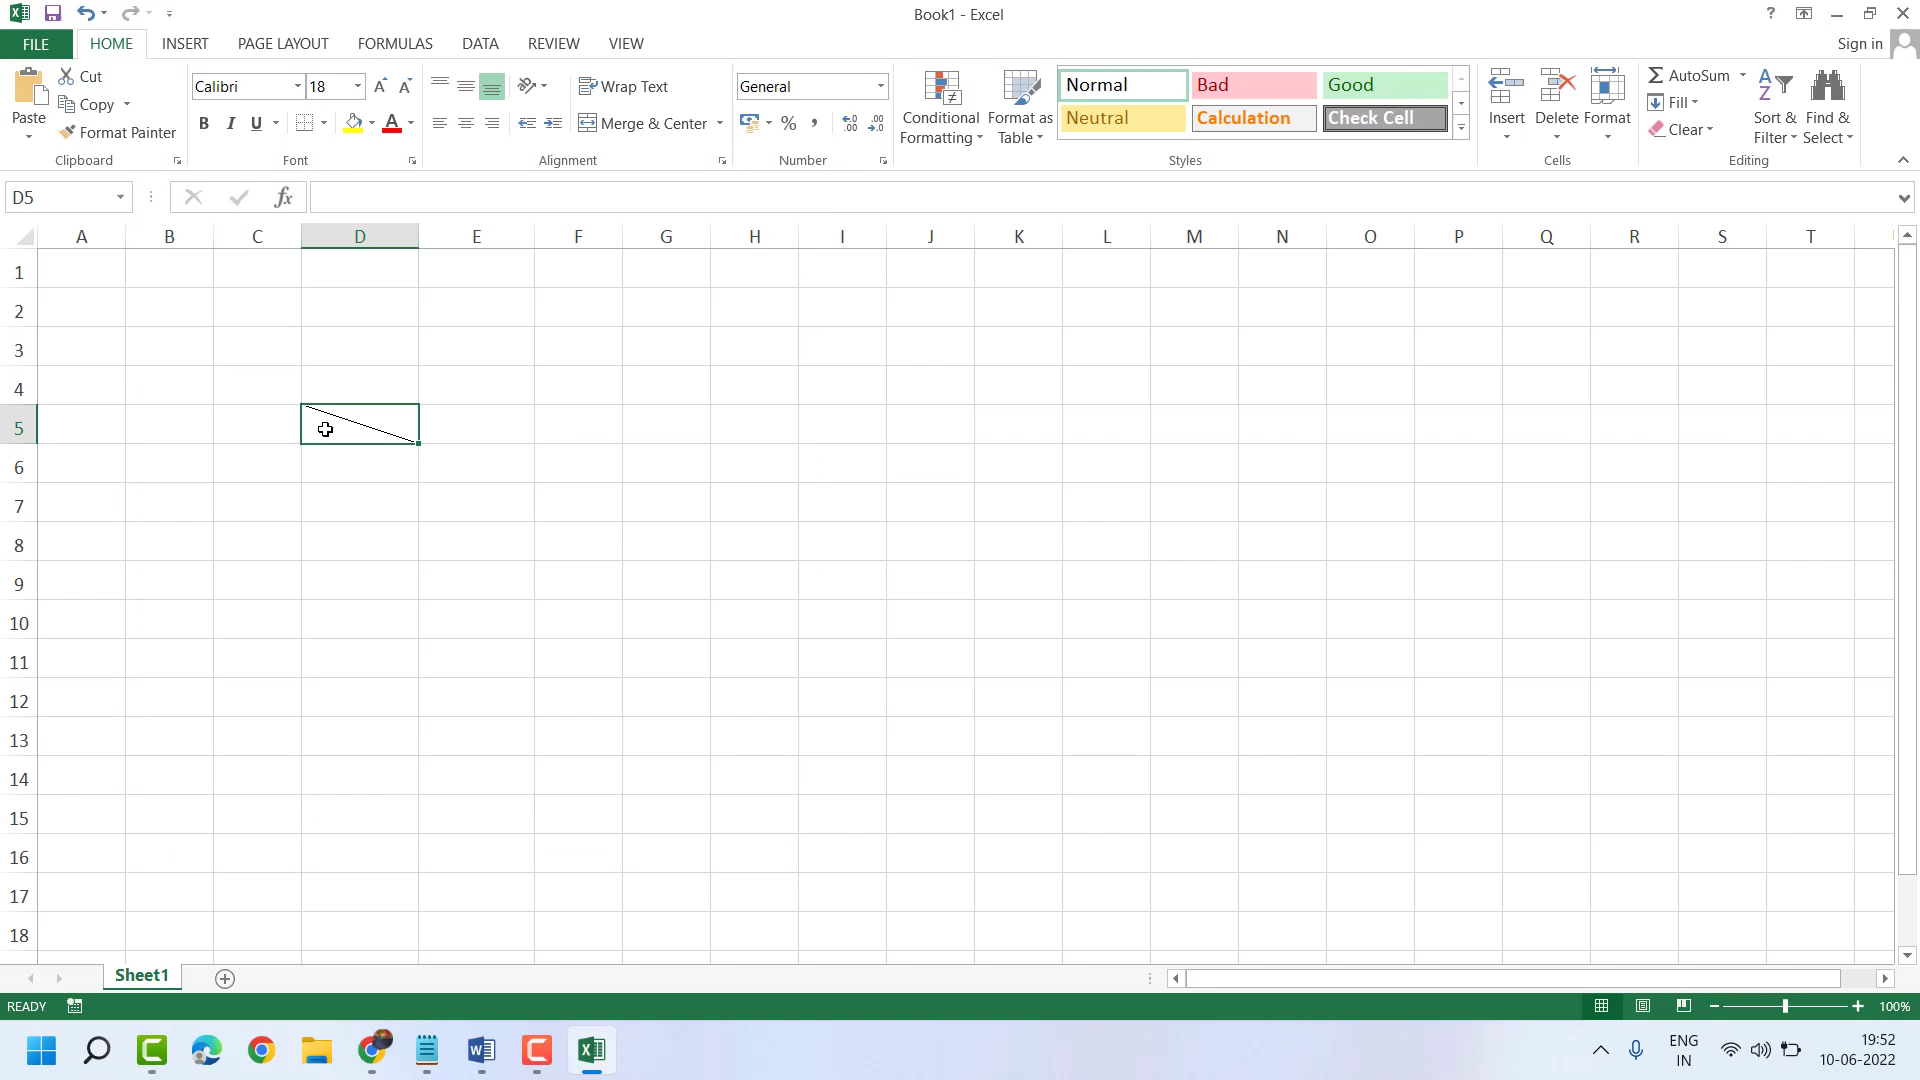 Book1 - Excel
Sign in
FILE HOME INSERT PAGE LAYOUT FORMULAS DATA REVIEW VIEW
Paste
Cut
Copy
Format Painter
Clipboard
Calibri 18
B I U
Font
Wrap Text
Merge & Center
Alignment
General
%
Number
Conditional Formatting
Format as Table
Normal Bad Good
Neutral Calculation Check Cell
Styles
Insert Delete Format
Cells
AutoSum
Fill
Clear
Sort & Filter
Find & Select
Editing
D5
fx
A B C D E F G H I J K L M N O P Q R S T
1
2
3
4
5
6
7
8
9
10
11
12
13
14
15
16
17
18
Sheet1
READY
100%
ENG
IN
19:52
10-06-2022